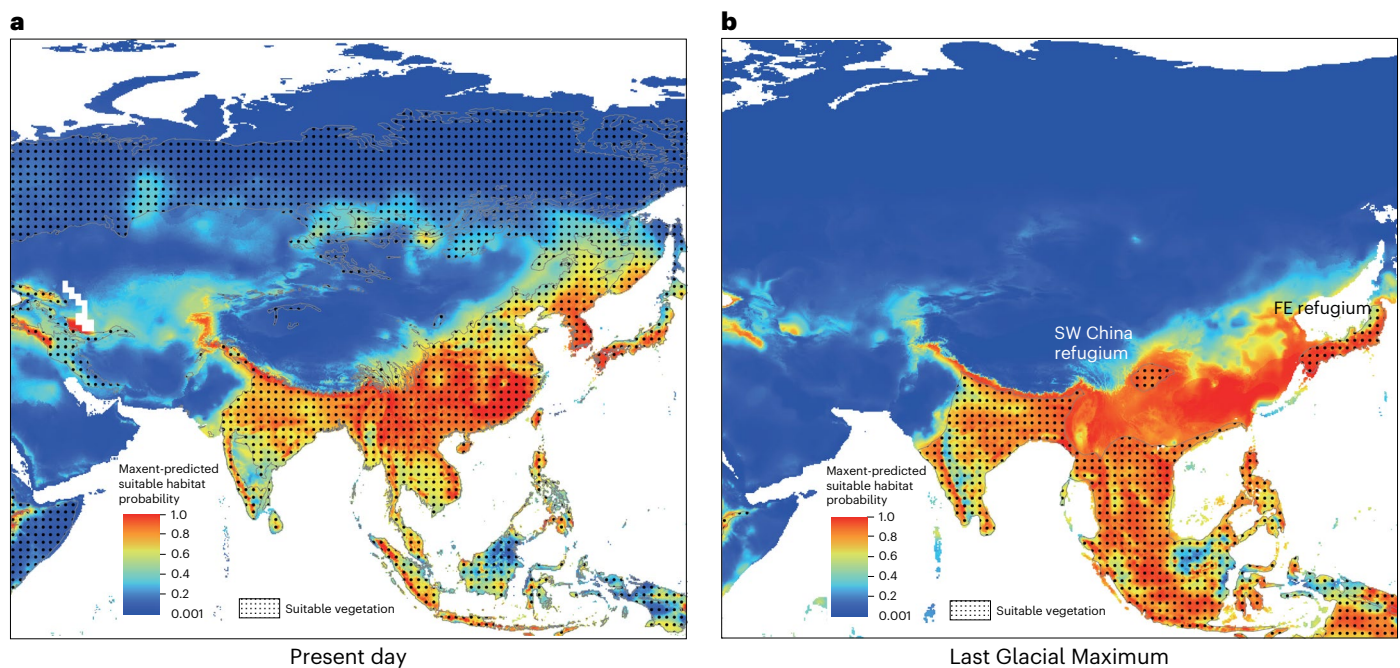 a
Maxent-predicted
suitable habitat
probability
1.0
0.8
0.6
0.4
0.2
0.001
Suitable vegetation
Present day
b
SW China
refugium
FE refugium
Maxent-predicted
suitable habitat
probability
1.0
0.8
0.6
0.4
0.2
0.001
Suitable vegetation
Last Glacial Maximum